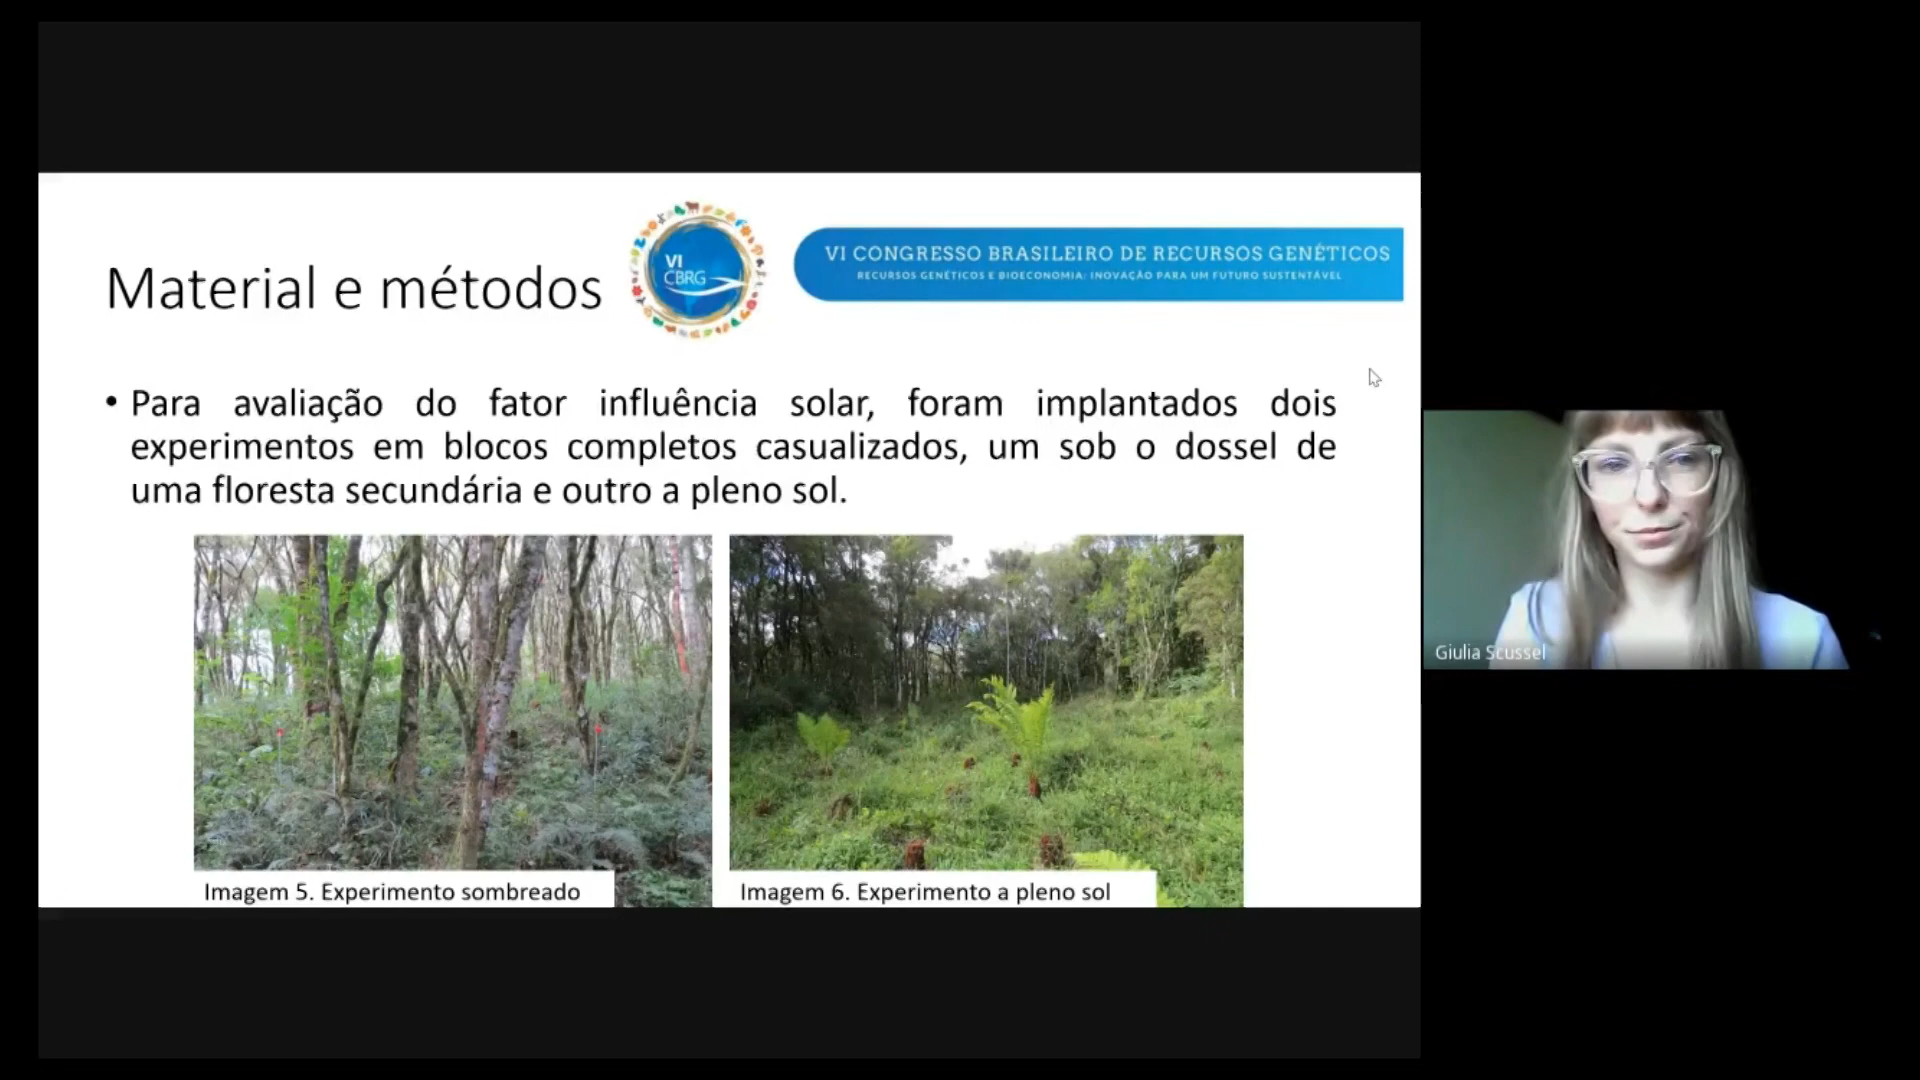 Material e métodos
VI
CBRG
VI CONGRESSO BRASILEIRO DE RECURSOS GENÉTICOS
RECURSOS GENÉTICOS E BIOECONOMIA: INOVAÇÃO PARA UM FUTURO SUSTENTÁVEL
• Para avaliação do fator influência solar, foram implantados dois
experimentos em blocos completos casualizados, um sob o dossel de
uma floresta secundária e outro a pleno sol.
Imagem 5. Experimento sombreado
Imagem 6. Experimento a pleno sol
Giulia Scussel